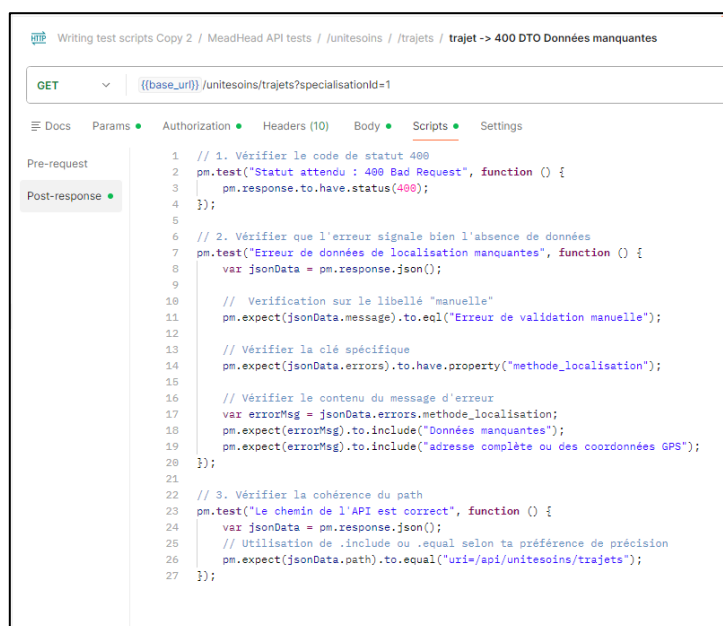 HTTP Writing test scripts Copy 2 / MeadHead API tests / /unitesoins / /trajets / trajet -> 400 DTO Données manquantes
GET {{base_url}}/unitesoins/trajets?specialisationId=1
Docs Params Authorization Headers (10) Body Scripts Settings
Pre-request
Post-response
1 // 1. Vérifier le code de statut 400
2 pm.test("Statut attendu : 400 Bad Request", function () {
3 pm.response.to.have.status(400);
4 });
5
6 // 2. Vérifier que l'erreur signale bien l'absence de données
7 pm.test("Erreur de données de localisation manquantes", function () {
8 var jsonData = pm.response.json();
9
10 // Verification sur le libellé "manuelle"
11 pm.expect(jsonData.message).to.eql("Erreur de validation manuelle");
12
13 // Vérifier la clé spécifique
14 pm.expect(jsonData.errors).to.have.property("methode_localisation");
15
16 // Vérifier le contenu du message d'erreur
17 var errorMsg = jsonData.errors.methode_localisation;
18 pm.expect(errorMsg).to.include("Données manquantes");
19 pm.expect(errorMsg).to.include("adresse complète ou des coordonnées GPS");
20 });
21
22 // 3. Vérifier la cohérence du path
23 pm.test("Le chemin de l'API est correct", function () {
24 var jsonData = pm.response.json();
25 // Utilisation de .include ou .equal selon ta préférence de précision
26 pm.expect(jsonData.path).to.equal("uri=/api/unitesoins/trajets");
27 });